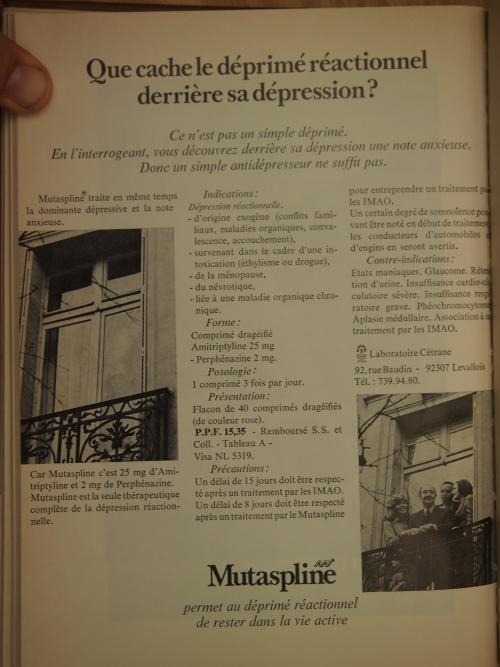 Que cache le déprimé réactionnel
derrière sa dépression?
Ce n'est pas un simple déprimé.
En l'interrogeant, vous découvrez derrière sa dépression une note anxieuse.
Donc un simple antidépresseur ne suffit pas.
Mutaspline® traite en même temps
la dominante dépressive et la note
anxieuse.
Car Mutaspline c'est 25 mg d'Ami-
triptyline et 2 mg de Perphénazine.
Mutaspline est la seule thérapeutique
complète de la dépression réaction-
nelle.
Indications :
Dépression réactionnelle.
- d'origine exogène (conflits fami-
liaux, maladies organiques, conva-
lescence, accouchement),
- survenant dans le cadre d'une in-
toxication (éthylisme ou drogue),
- de la ménopause,
- du névrotique,
- liée à une maladie organique chro-
nique.
Forme :
Comprimé dragéifié
Amitriptyline 25 mg
- Perphénazine 2 mg.
Posologie :
1 comprimé 3 fois par jour.
Présentation :
Flacon de 40 comprimés dragéifiés
(de couleur rose).
P.P.F. 15,35 - Remboursé S.S. et
Coll. - Tableau A -
Visa NL 5319.
Précautions :
Un délai de 15 jours doit être respec-
té après un traitement par les IMAO.
Un délai de 8 jours doit être respecté
après un traitement par le Mutaspline
pour entreprendre un traitement pa
les IMAO.
Un certain degré de somnolence po
vant être noté en début de traitement
les conducteurs d'automobiles e
d'engins en seront avertis.
Contre-indications :
Etats maniaques. Glaucome. Réten
tion d'urine. Insuffisance cardio-ci
culatoire sévère. Insuffisance resp
ratoire grave. Phéochromocytome
Aplasie médullaire. Association à u
traitement par les IMAO.
Laboratoire Cétrane
92, rue Baudin - 92307 Levallois
Tél. : 739.94.80.
Mutaspline
permet au déprimé réactionnel
de rester dans la vie active